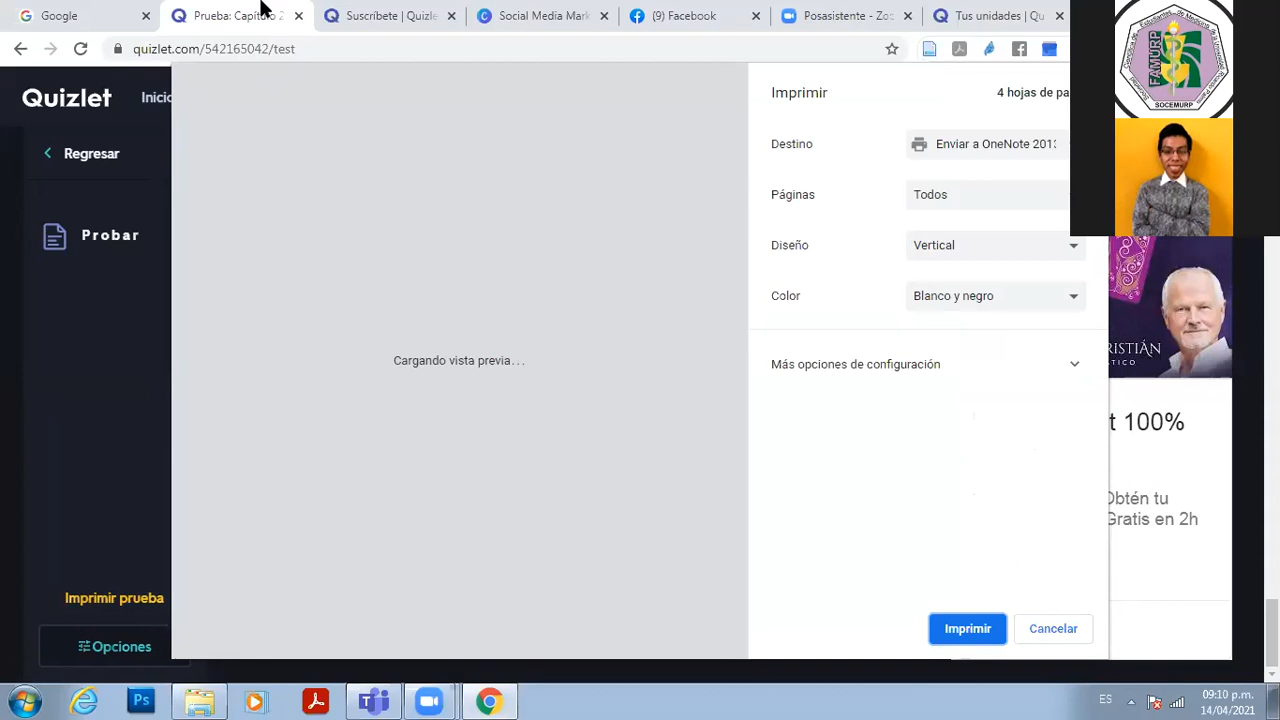 Google
Prueba: Capítulo 2
Suscríbete | Quizle
Social Media Mark
(9) Facebook
Posasistente - Zoo
Tus unidades | Qu
quizlet.com/542165042/test
Quizlet
Inicio
Imprimir
4 hojas de pa
Regresar
Destino
Enviar a OneNote 2013
Páginas
Todos
Probar
Diseño
Vertical
Color
Blanco y negro
Cargando vista previa...
Más opciones de configuración
FAMURP
SOCEMURP
RISTIÁN
TICO
t 100%
Obtén tu
Gratis en 2h
Imprimir prueba
Opciones
Imprimir
Cancelar
Ps
ES
09:10 p.m.
14/04/2021